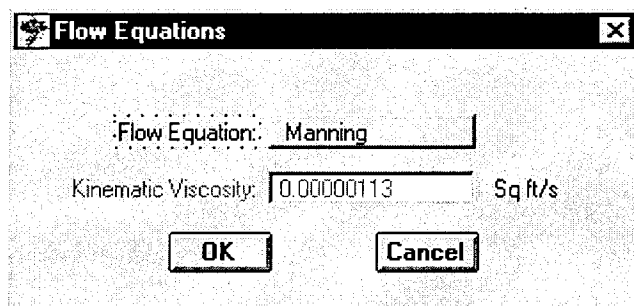 Flow Equations
Flow Equation: Manning
Kinematic Viscosity: 0.00000113 Sq ft/s
OK Cancel